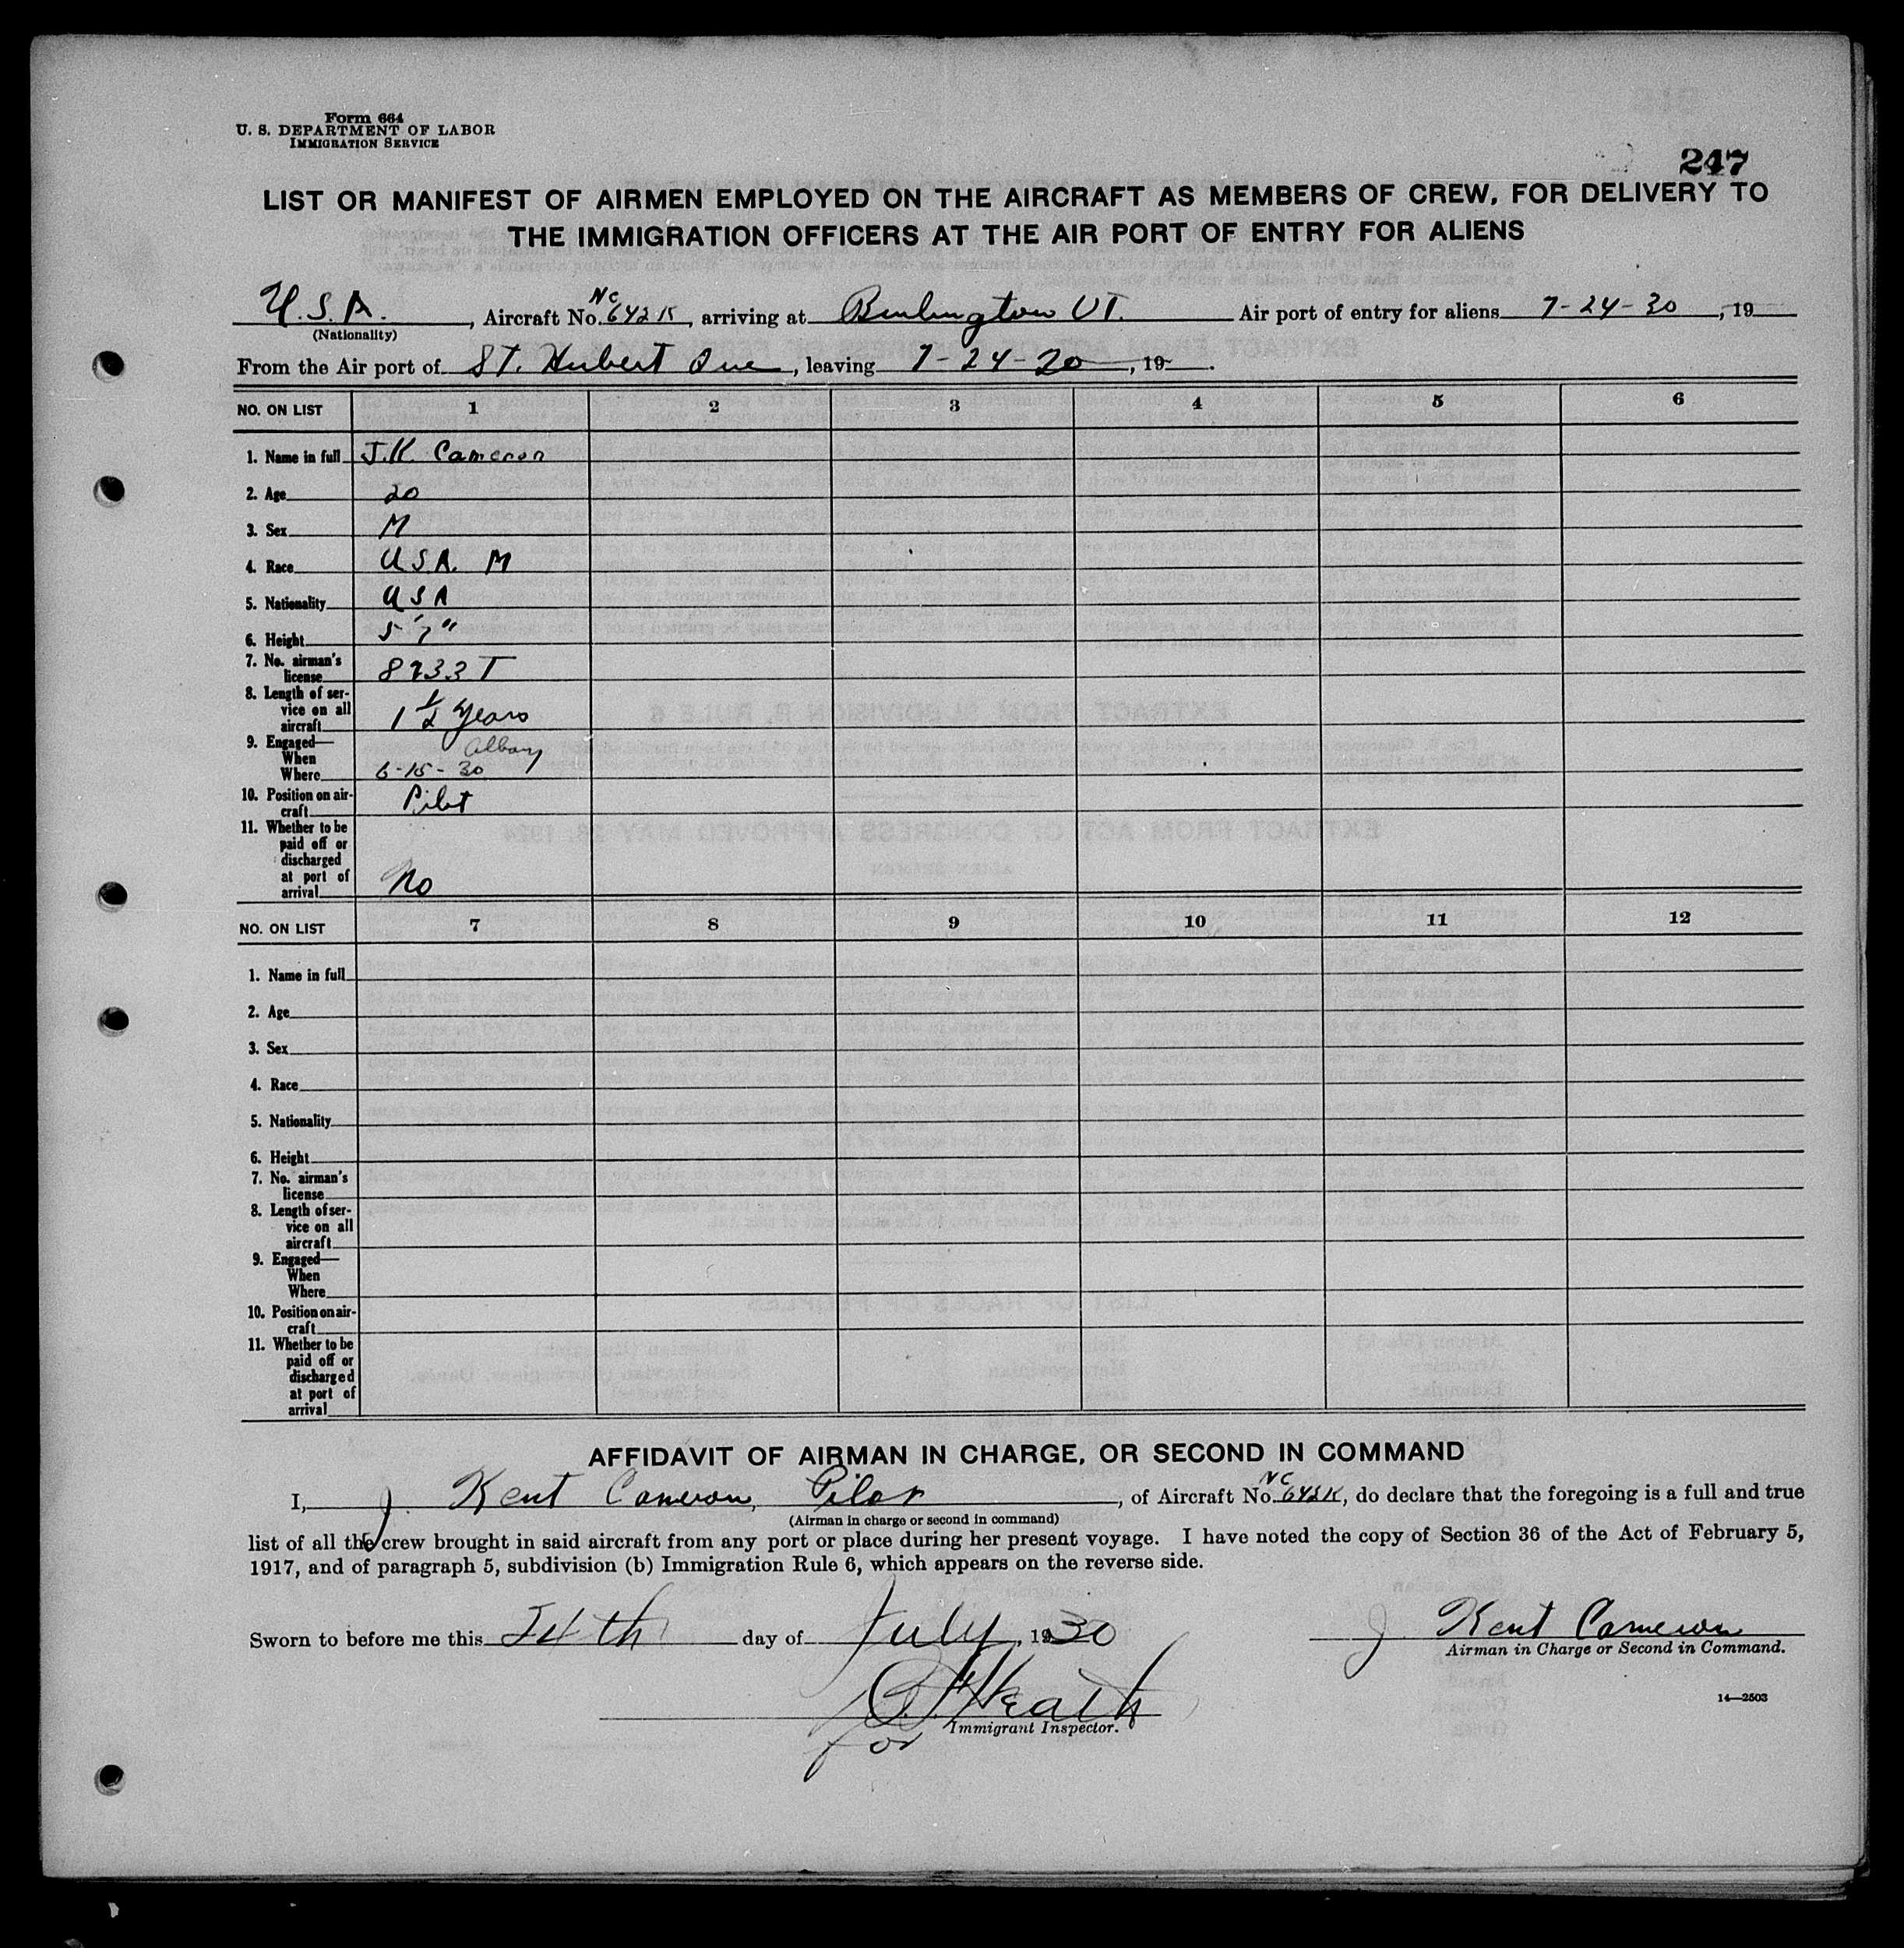 Form 664
U. S. DEPARTMENT OF LABOR
IMMIGRATION SERVICE
247
LIST OR MANIFEST OF AIRMEN EMPLOYED ON THE AIRCRAFT AS MEMBERS OF CREW, FOR DELIVERY TO
THE IMMIGRATION OFFICERS AT THE AIR PORT OF ENTRY FOR ALIENS
U.S.A., Aircraft No. NC 642K, arriving at Burlington VT. Air port of entry for aliens 7-24-30, 19
(Nationality)
From the Air port of St. Hubert Que, leaving 7-24-30, 19 .
NO. ON LIST 1 2 3 4 5 6
1. Name in full J.K. Cameron
2. Age 20
3. Sex M
4. Race U.S.A. M
5. Nationality USA
6. Height 5' 7"
7. No. airman's
license 8733 T
8. Length of ser-
vice on all
aircraft 1 1/2 years
9. Engaged—
When Albany
Where 6-15-30
10. Position on air-
craft Pilot
11. Whether to be
paid off or
discharged
at port of
arrival No
NO. ON LIST 7 8 9 10 11 12
1. Name in full
2. Age
3. Sex
4. Race
5. Nationality
6. Height
7. No. airman's
license
8. Length of ser-
vice on all
aircraft
9. Engaged—
When
Where
10. Position on air-
craft
11. Whether to be
paid off or
discharged
at port of
arrival
AFFIDAVIT OF AIRMAN IN CHARGE, OR SECOND IN COMMAND
I, J. Kent Cameron, Pilot, of Aircraft No. NC 642K, do declare that the foregoing is a full and true
(Airman in charge or second in command)
list of all the crew brought in said aircraft from any port or place during her present voyage. I have noted the copy of Section 36 of the Act of February 5,
1917, and of paragraph 5, subdivision (b) Immigration Rule 6, which appears on the reverse side.
Sworn to before me this 24th day of July, 1930
J Kent Cameron
Airman in Charge or Second in Command.
Heath
Immigrant Inspector.
for
14—2503